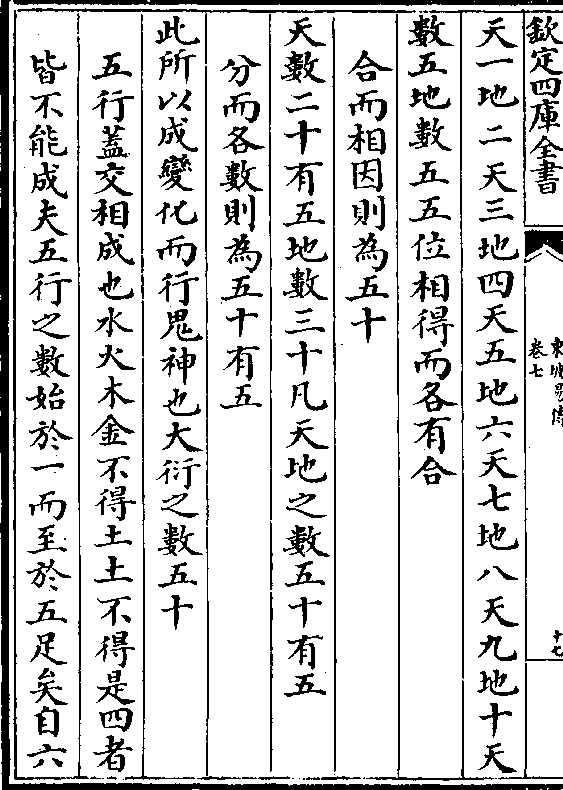 欽定四庫全書
東坡易傳
卷七
十七
天一地二天三地四天五地六天七地八天九地十天
數五地數五五位相得而各有合
合而相因則為五十
天數二十有五地數三十凡天地之數五十有五
分而各數則為五十有五
此所以成變化而行鬼神也大衍之數五十
五行蓋交相成也水火木金不得土土不得是四者
皆不能成夫五行之數始於一而至於五足矣自六